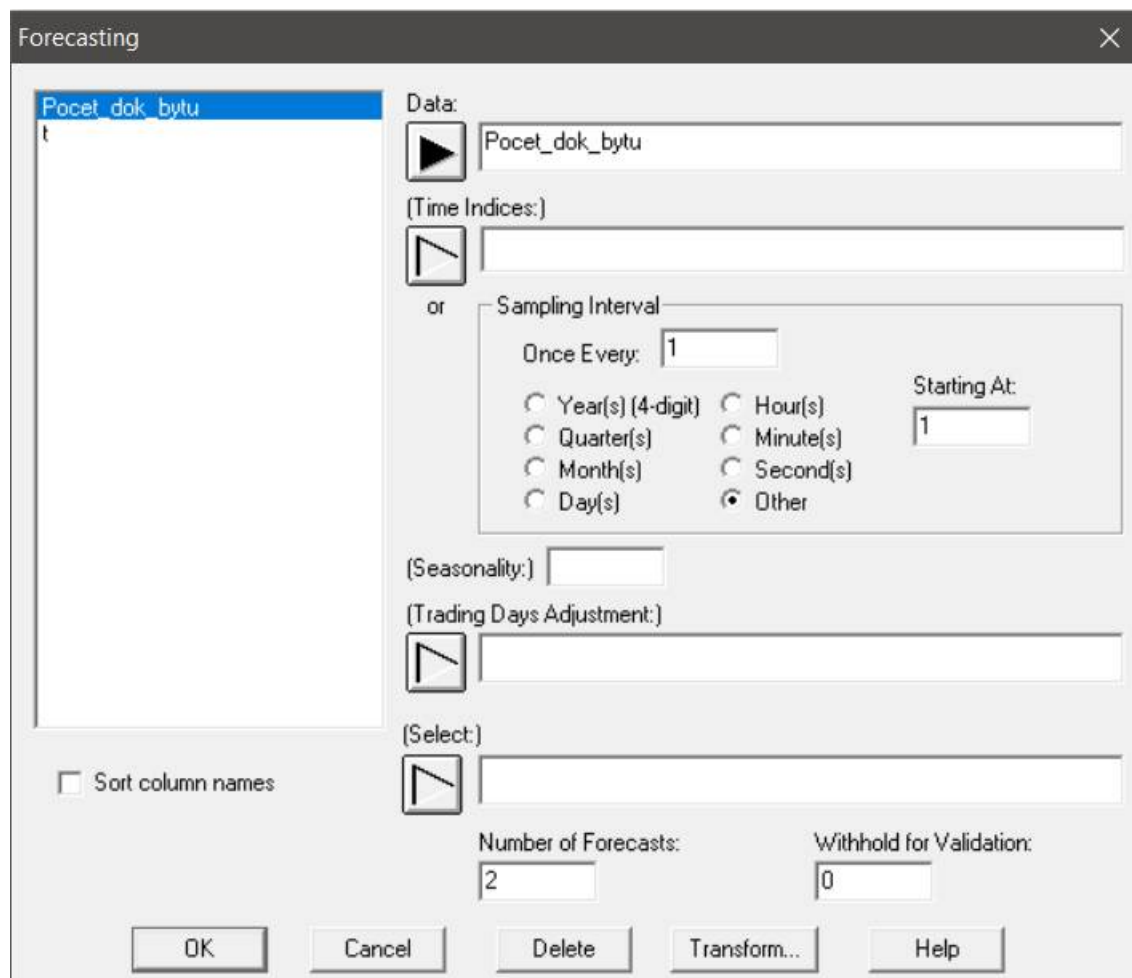 Forecasting
Pocet_dok_bytu
t
Sort column names
Data:
Pocet_dok_bytu
(Time Indices:)
or
Sampling Interval
Once Every: 1
Year(s) (4-digit)
Quarter(s)
Month(s)
Day(s)
Hour(s)
Minute(s)
Second(s)
Other
Starting At:
1
(Seasonality:)
(Trading Days Adjustment:)
(Select:)
Number of Forecasts:
2
Withhold for Validation:
0
OK Cancel Delete Transform... Help